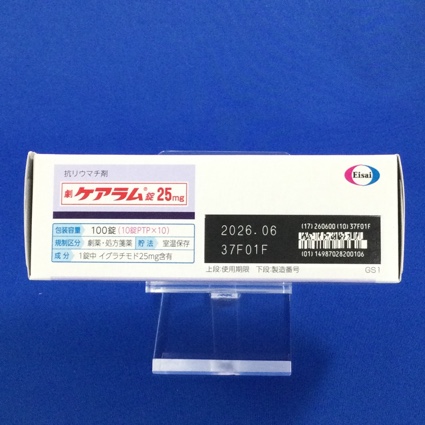 抗リウマチ剤
Eisai
劇 ケアラム®錠25mg
包装容量 100錠(10錠PTP×10)
規制区分 劇薬・処方箋薬 貯法 室温保存
成分 1錠中 イグラチモド25mg含有
2026.06
37F01F
(17) 260600 (10) 37F01F
(01) 14987028200106
上段:使用期限 下段:製造番号
GS1